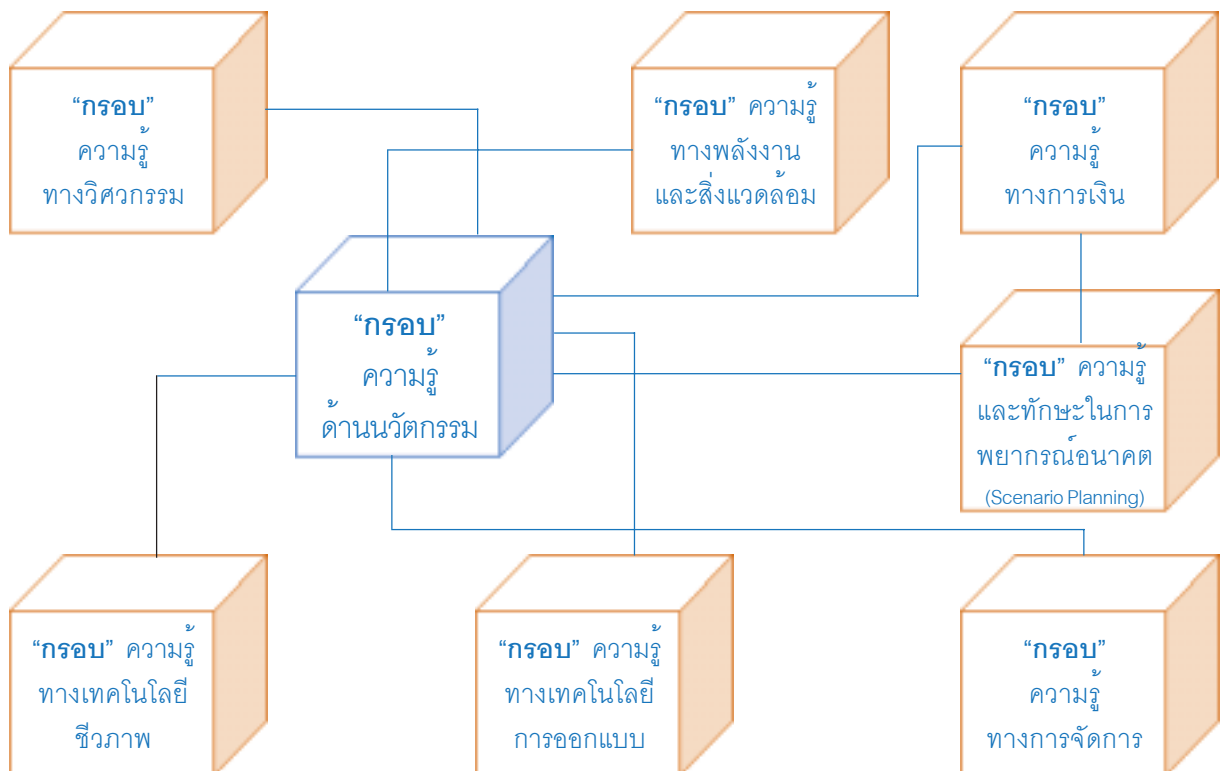 “กรอบ”
ความรู้
ทางวิศวกรรม
“กรอบ” ความรู้
ทางพลังงาน
และสิ่งแวดล้อม
“กรอบ”
ความรู้
ทางการเงิน
“กรอบ”
ความรู้
ด้านนวัตกรรม
“กรอบ” ความรู้
และทักษะในการ
พยากรณ์อนาคต
(Scenario Planning)
“กรอบ” ความรู้
ทางเทคโนโลยี
ชีวภาพ
“กรอบ” ความรู้
ทางเทคโนโลยี
การออกแบบ
“กรอบ”
ความรู้
ทางการจัดการ